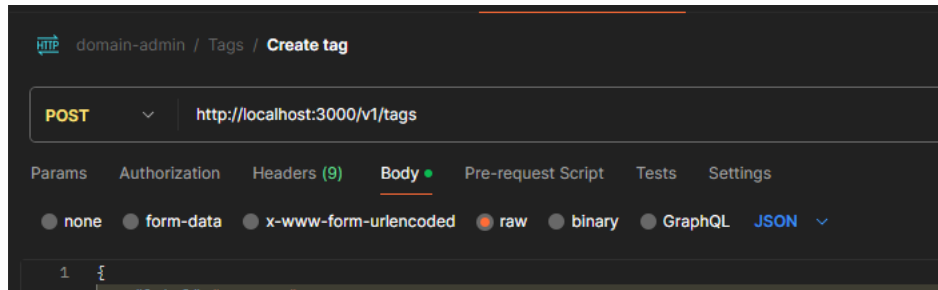 HTTP domain-admin / Tags / Create tag
POST http://localhost:3000/v1/tags
Params Authorization Headers (9) Body Pre-request Script Tests Settings
none form-data x-www-form-urlencoded raw binary GraphQL JSON
1 {